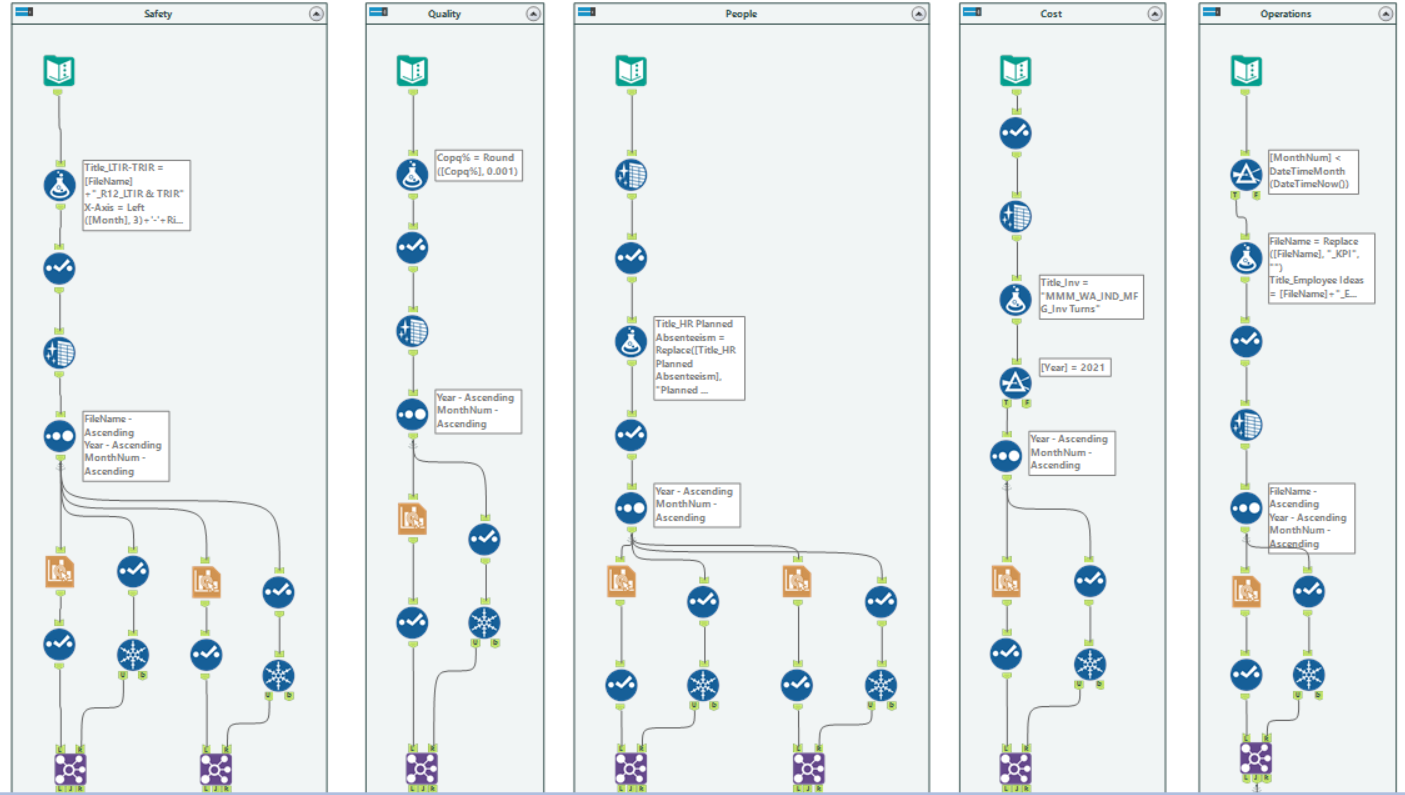 Safety
Title_LTIR-TRIR =
[FileName]
+"_R12_LTIR & TRIR"
X-Axis = Left
([Month], 3)+'-'+Ri...
FileName -
Ascending
Year - Ascending
MonthNum -
Ascending
L R
L R
L J R
L J R
U D
U D
Quality
Copq% = Round
([Copq%], 0.001)
Year - Ascending
MonthNum -
Ascending
U D
L R
L J R
People
Title_HR Planned
Absenteeism =
Replace([Title_HR
Planned
Absenteeism],
"Planned ...
Year - Ascending
MonthNum -
Ascending
U D
U D
L R
L R
L J R
L J R
Cost
Title_Inv =
"MMM_WA_IND_MF
G_Inv Turns"
[Year] = 2021
T F
Year - Ascending
MonthNum -
Ascending
U D
L R
L J R
Operations
[MonthNum] <
DateTimeMonth
(DateTimeNow())
T F
FileName = Replace
([FileName], "_KPI",
"")
Title_Employee Ideas
= [FileName]+"_E...
FileName -
Ascending
Year - Ascending
MonthNum -
Ascending
U D
L R
L J R